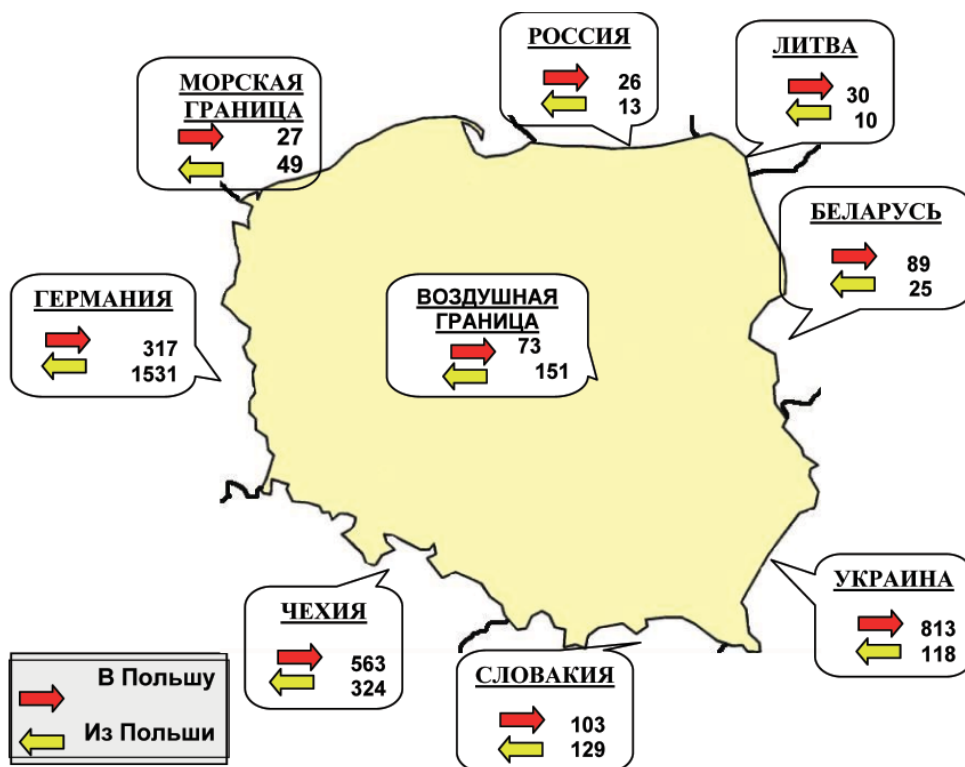 РОССИЯ
26
13
ЛИТВА
30
10
МОРСКАЯ
ГРАНИЦА
27
49
БЕЛАРУСЬ
89
25
ГЕРМАНИЯ
317
1531
ВОЗДУШНАЯ
ГРАНИЦА
73
151
УКРАИНА
813
118
ЧЕХИЯ
563
324
СЛОВАКИЯ
103
129
В Польшу
Из Польши